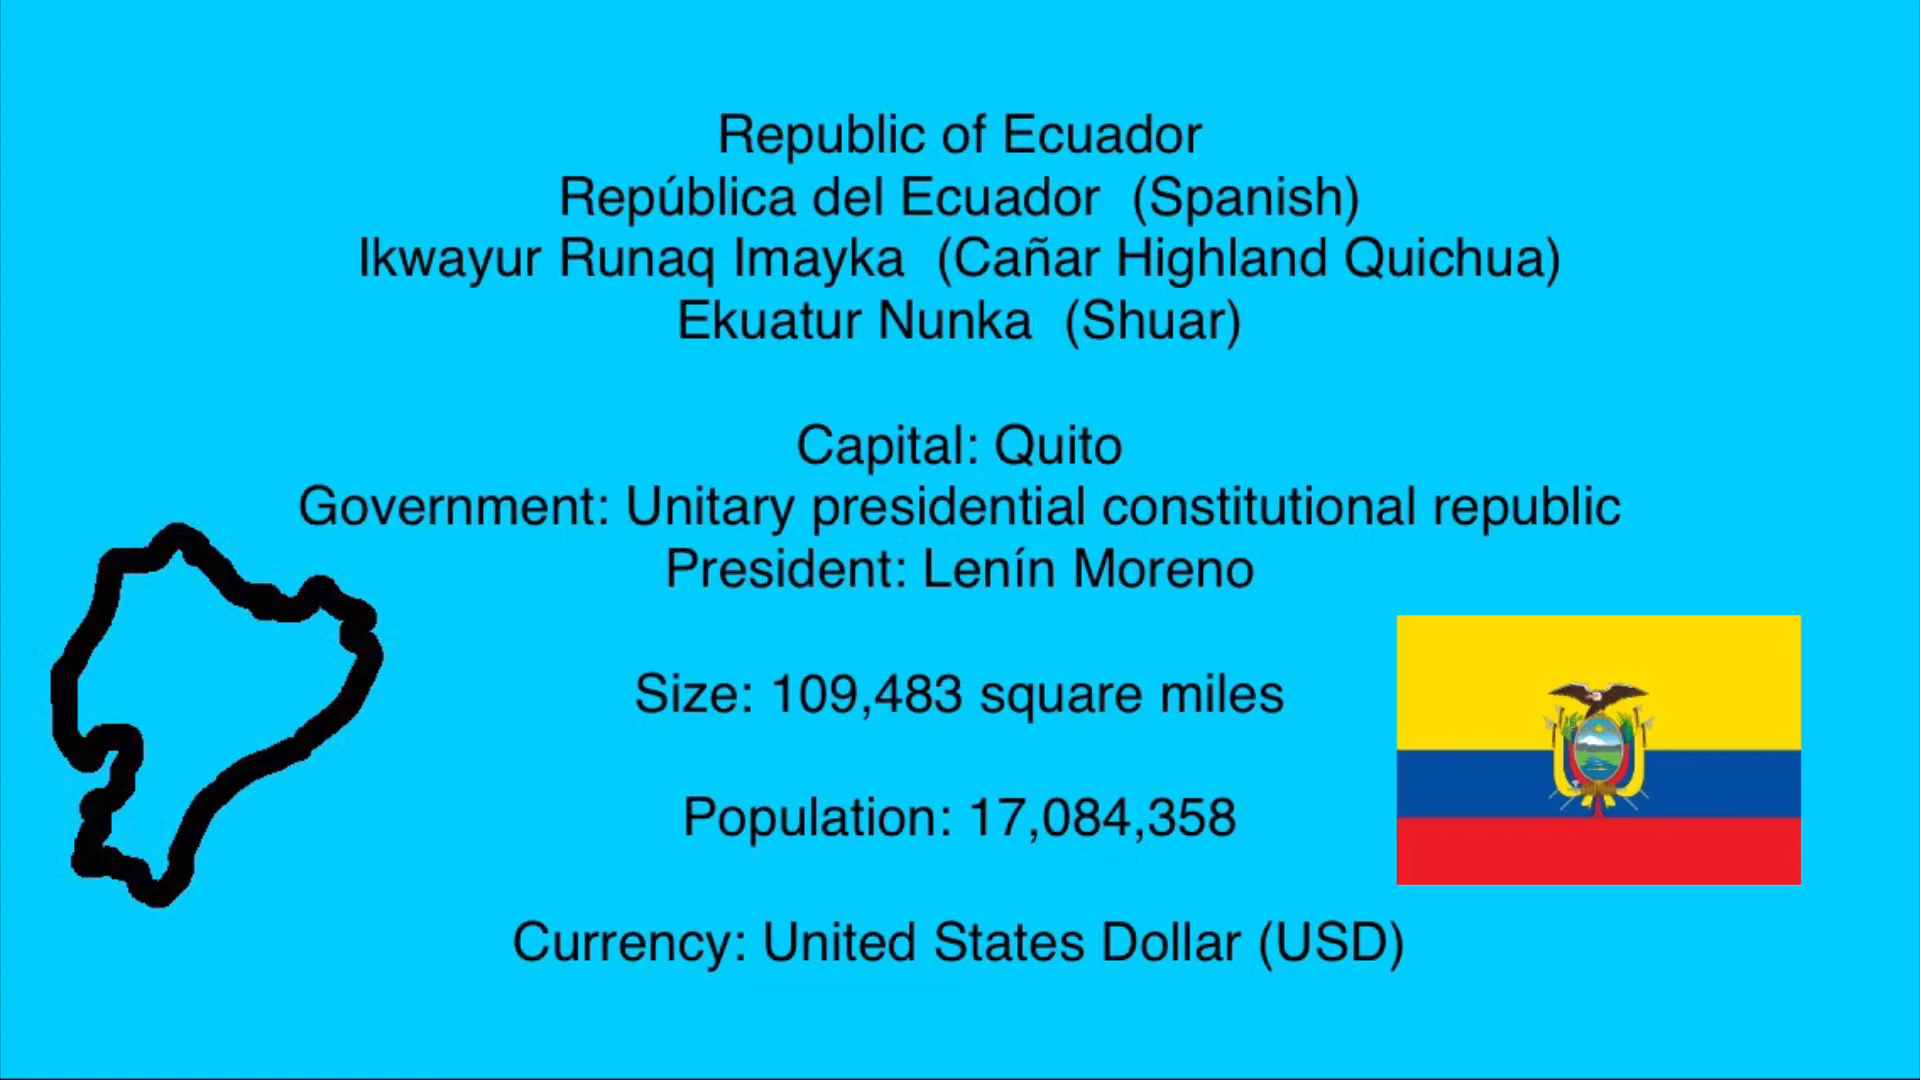 Republic of Ecuador
República del Ecuador (Spanish)
Ikwayur Runaq Imayka (Cañar Highland Quichua)
Ekuatur Nunka (Shuar)
Capital: Quito
Government: Unitary presidential constitutional republic
President: Lenín Moreno
Size: 109,483 square miles
Population: 17,084,358
Currency: United States Dollar (USD)